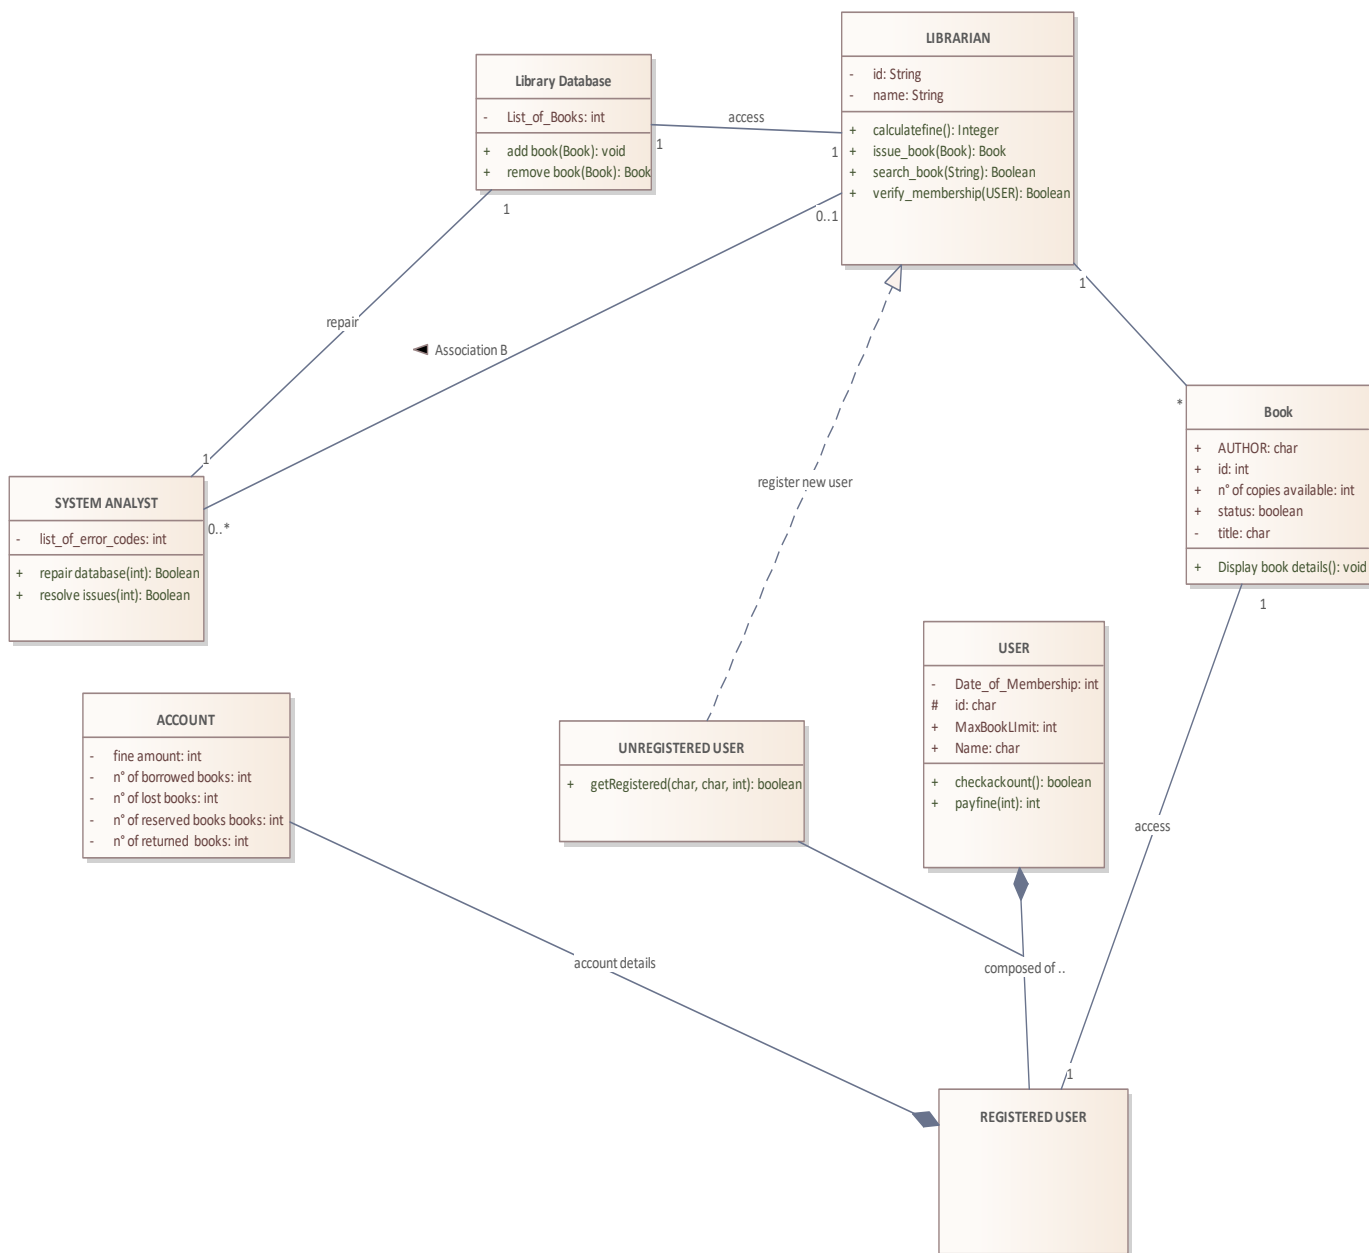 LIBRARIAN
- id: String
- name: String
+ calculatefine(): Integer
+ issue_book(Book): Book
+ search_book(String): Boolean
+ verify_membership(USER): Boolean
Library Database
- List_of_Books: int
+ add book(Book): void
+ remove book(Book): Book
access
1
1
0..1
1
1
repair
Association B
1
0..*
SYSTEM ANALYST
- list_of_error_codes: int
+ repair database(int): Boolean
+ resolve issues(int): Boolean
register new user
*
Book
+ AUTHOR: char
+ id: int
+ n° of copies available: int
+ status: boolean
- title: char
+ Display book details(): void
1
USER
- Date_of_Membership: int
# id: char
+ MaxBookLImit: int
+ Name: char
+ checkackount(): boolean
+ payfine(int): int
ACCOUNT
- fine amount: int
- n° of borrowed books: int
- n° of lost books: int
- n° of reserved books books: int
- n° of returned  books: int
UNREGISTERED USER
+ getRegistered(char, char, int): boolean
access
account details
composed of ..
1
REGISTERED USER